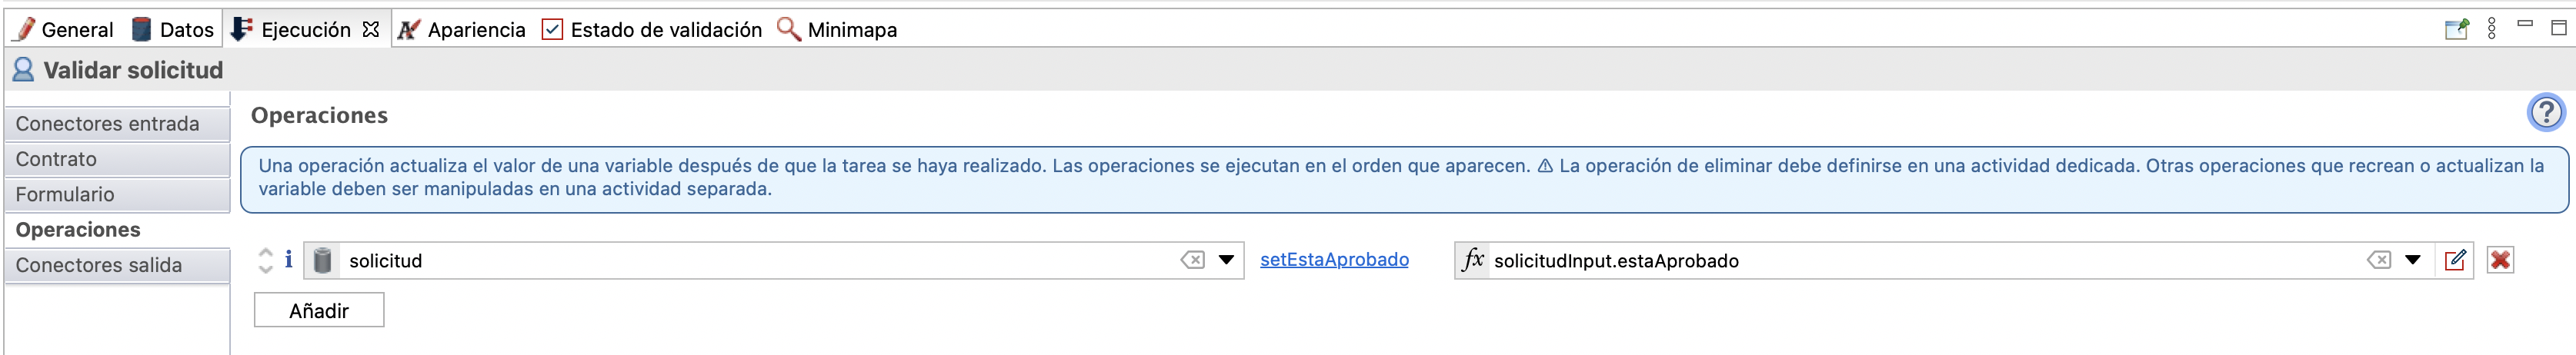 General Datos Ejecución Apariencia Estado de validación Minimapa
Validar solicitud
Conectores entrada
Contrato
Formulario
Operaciones
Conectores salida
Operaciones
Una operación actualiza el valor de una variable después de que la tarea se haya realizado. Las operaciones se ejecutan en el orden que aparecen. ⚠ La operación de eliminar debe definirse en una actividad dedicada. Otras operaciones que recrean o actualizan la
variable deben ser manipuladas en una actividad separada.
solicitud setEstaAprobado fx solicitudInput.estaAprobado
Añadir